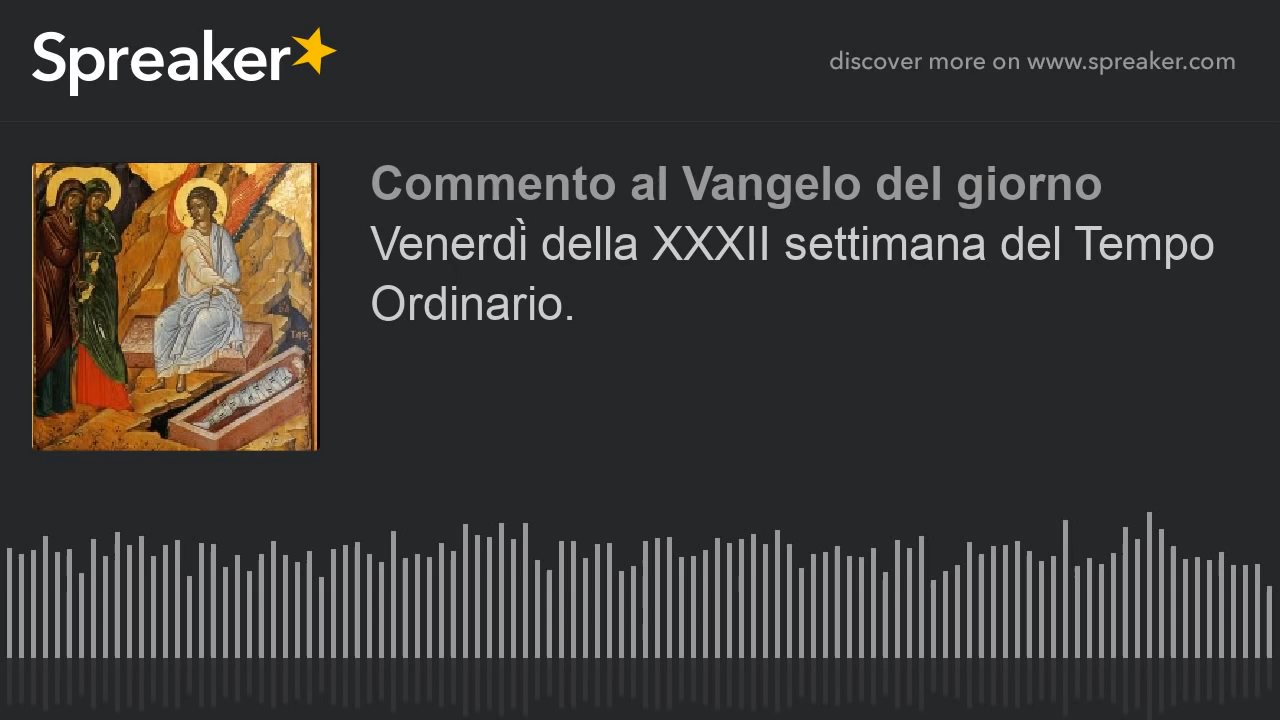 Spreaker
discover more on www.spreaker.com
Commento al Vangelo del giorno
VenerdÌ della XXXII settimana del Tempo
Ordinario.